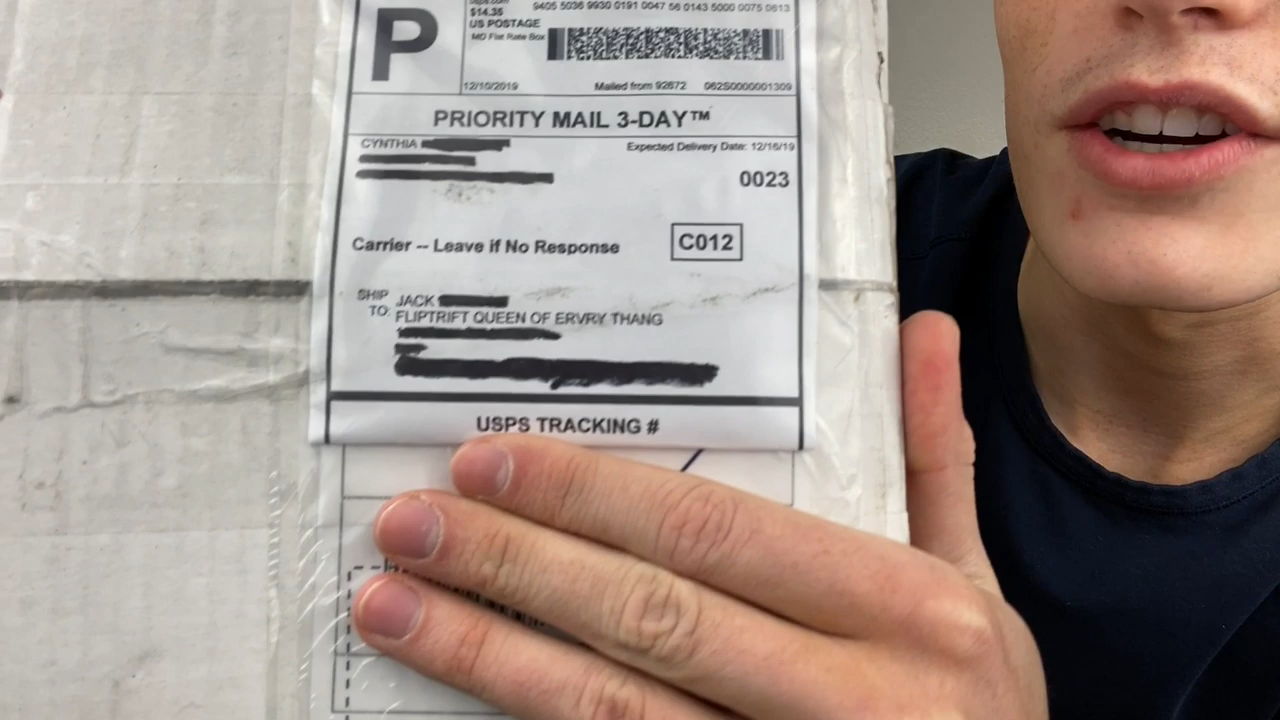 P
$14.35
US POSTAGE
MD Flat Rate Box
9405 5036 9930 0191 0047 56 0143 5000 0075 0613
12/10/2019
Mailed from 92672
062S0000001309
PRIORITY MAIL 3-DAY™
CYNTHIA
Expected Delivery Date: 12/16/19
0023
Carrier -- Leave if No Response
C012
SHIP
TO:
JACK
FLIPTRIFT QUEEN OF ERVRY THANG
USPS TRACKING #